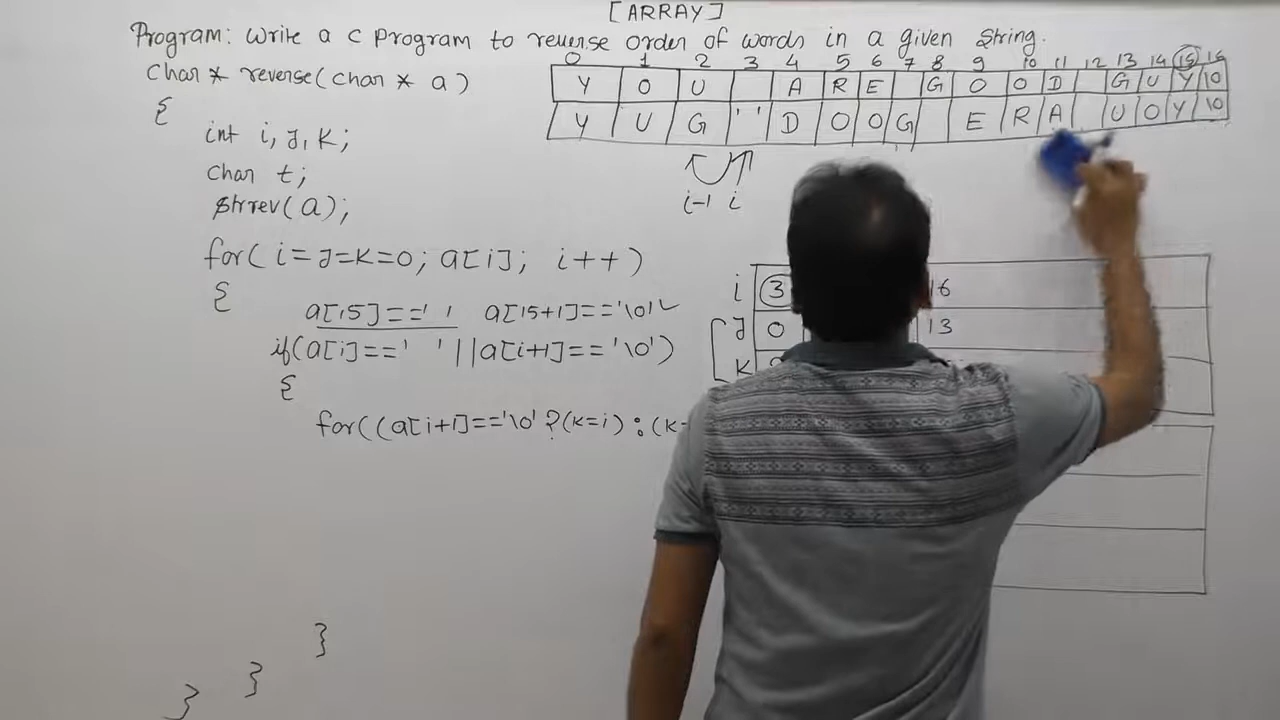 [ARRAY]
Program: Write a c program to reverse order of words in a given string.
0 1 2 3 4 5 6 7 8 9 10 11 12 13 14 15 16
Char* reverse(char* a)
Y O U A R E G O O D G U Y \0
{
Y U G ' ' D O O G E R A U O Y \0
int i, j, k;
char t;
i-1 i
strrev(a);
for( i=j=k=0; a[i]; i++)
{
i 3 16
a[15]==' ' a[15+1]=='\0'✓
j 0 13
if(a[i]==' '||a[i+1]=='\0')
k
{
for((a[i+1]=='\0'?(k=i):(k=
}
}
}